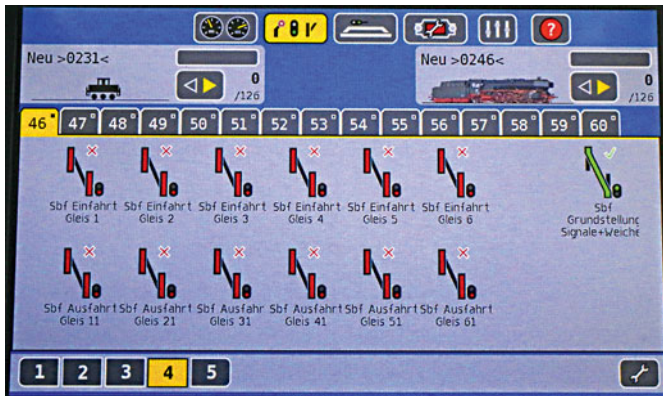 ?
Neu >0231<
0
/126
Neu >0246<
0
/126
46 47 48 49 50 51 52 53 54 55 56 57 58 59 60
Sbf Einfahrt Sbf Einfahrt Sbf Einfahrt Sbf Einfahrt Sbf Einfahrt Sbf Einfahrt Sbf
Gleis 1 Gleis 2 Gleis 3 Gleis 4 Gleis 5 Gleis 6 Grundstellung
Signale+Weiche
Sbf Ausfahrt Sbf Ausfahrt Sbf Ausfahr Sbf Ausfahrt Sbf Ausfahrt Sbf Ausfahrt
Gleis 11 Gleis 21 Gleis 31 Gleis 41 Gleis 51 Gleis 61
1 2 3 4 5